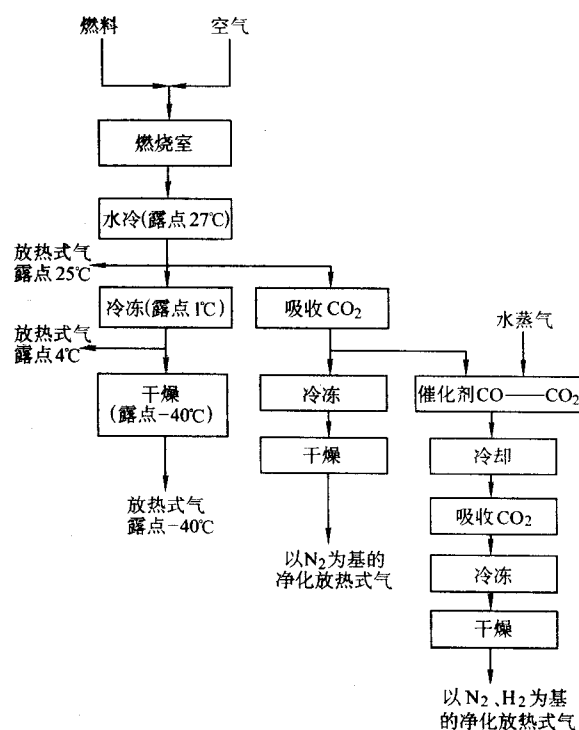 燃料
空气
燃烧室
水冷(露点27℃)
放热式气
露点25℃
冷冻(露点1℃)
吸收CO2
水蒸气
放热式气
露点4℃
干燥
(露点-40℃)
冷冻
催化剂CO——CO2
干燥
冷却
放热式气
露点-40℃
吸收CO2
以N2为基的
净化放热式气
冷冻
干燥
以N2、H2为基
的净化放热式气